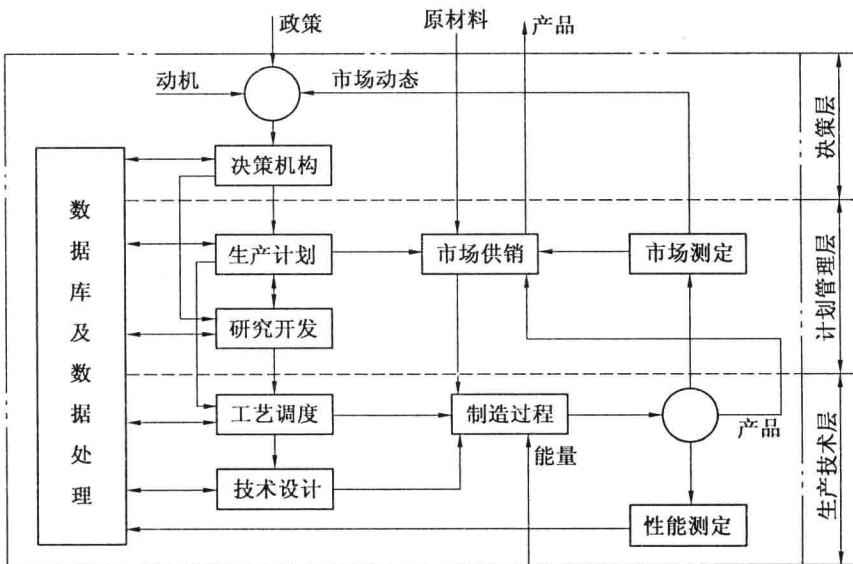 政策
原材料
产品
动机
市场动态
决策层
决策机构
数据库及数据处理
生产计划
市场供销
市场测定
计划管理层
研究开发
工艺调度
制造过程
产品
能量
生产技术层
技术设计
性能测定